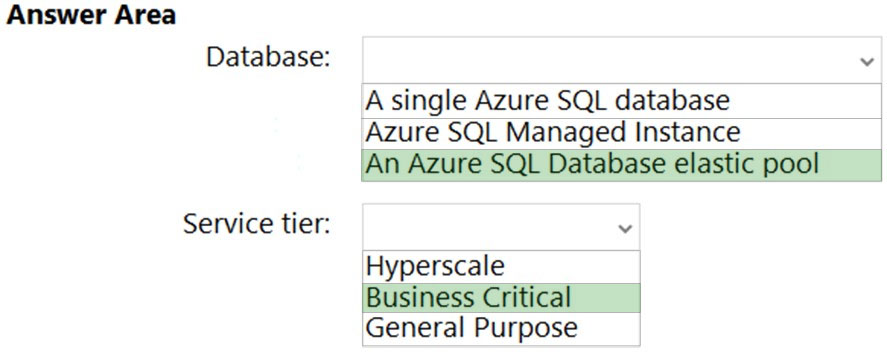 Answer Area
Database:
A single Azure SQL database
Azure SQL Managed Instance
An Azure SQL Database elastic pool
Service tier:
Hyperscale
Business Critical
General Purpose